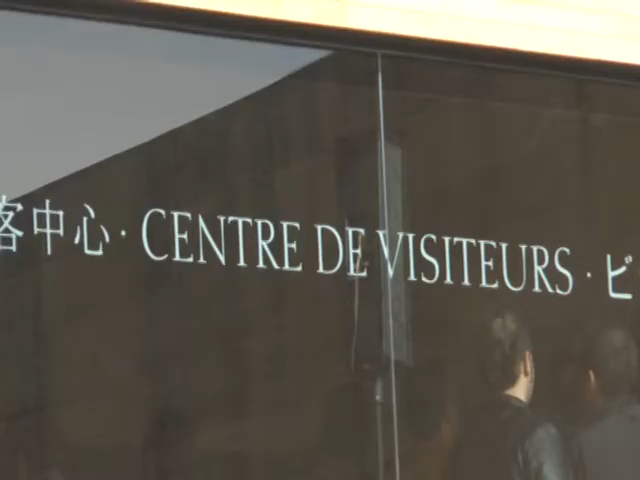 客中心 · CENTRE DE VISITEURS · ビ